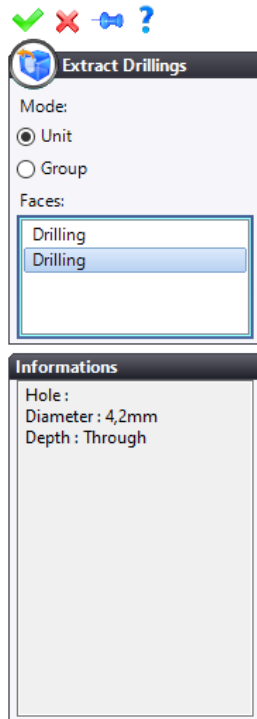 ?
Extract Drillings
Mode:
Unit
Group
Faces:
Drilling
Drilling
Informations
Hole :
Diameter : 4,2mm
Depth : Through